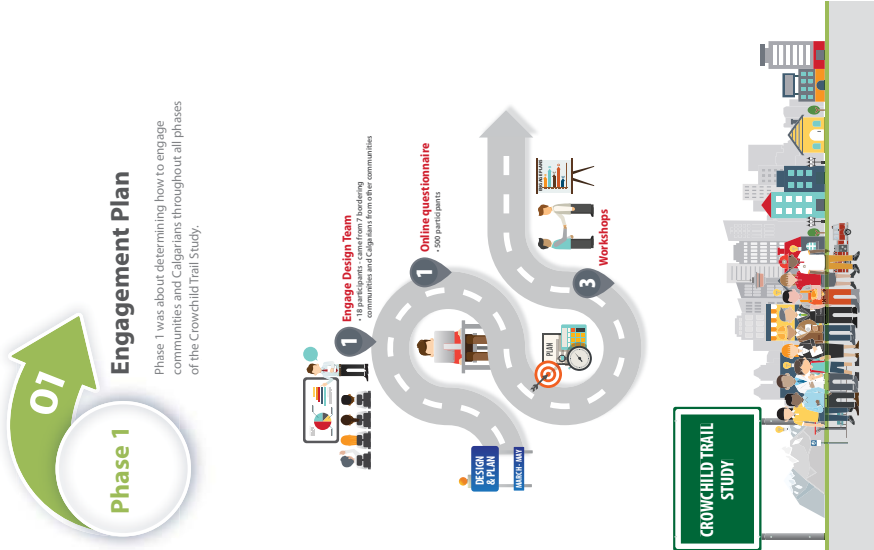 01
Phase 1
Engagement Plan
Phase 1 was about determining how to engage
communities and Calgarians throughout all phases
of the Crowchild Trail Study.
1
Engage Design Team
• 18 participants - came from 7 bordering
communities and Calgarians from other communities
1
Online questionnaire
• 500 participants
3
Workshops
PLAN
DESIGN
& PLAN
MARCH - MAY
CROWCHILD TRAIL
STUDY